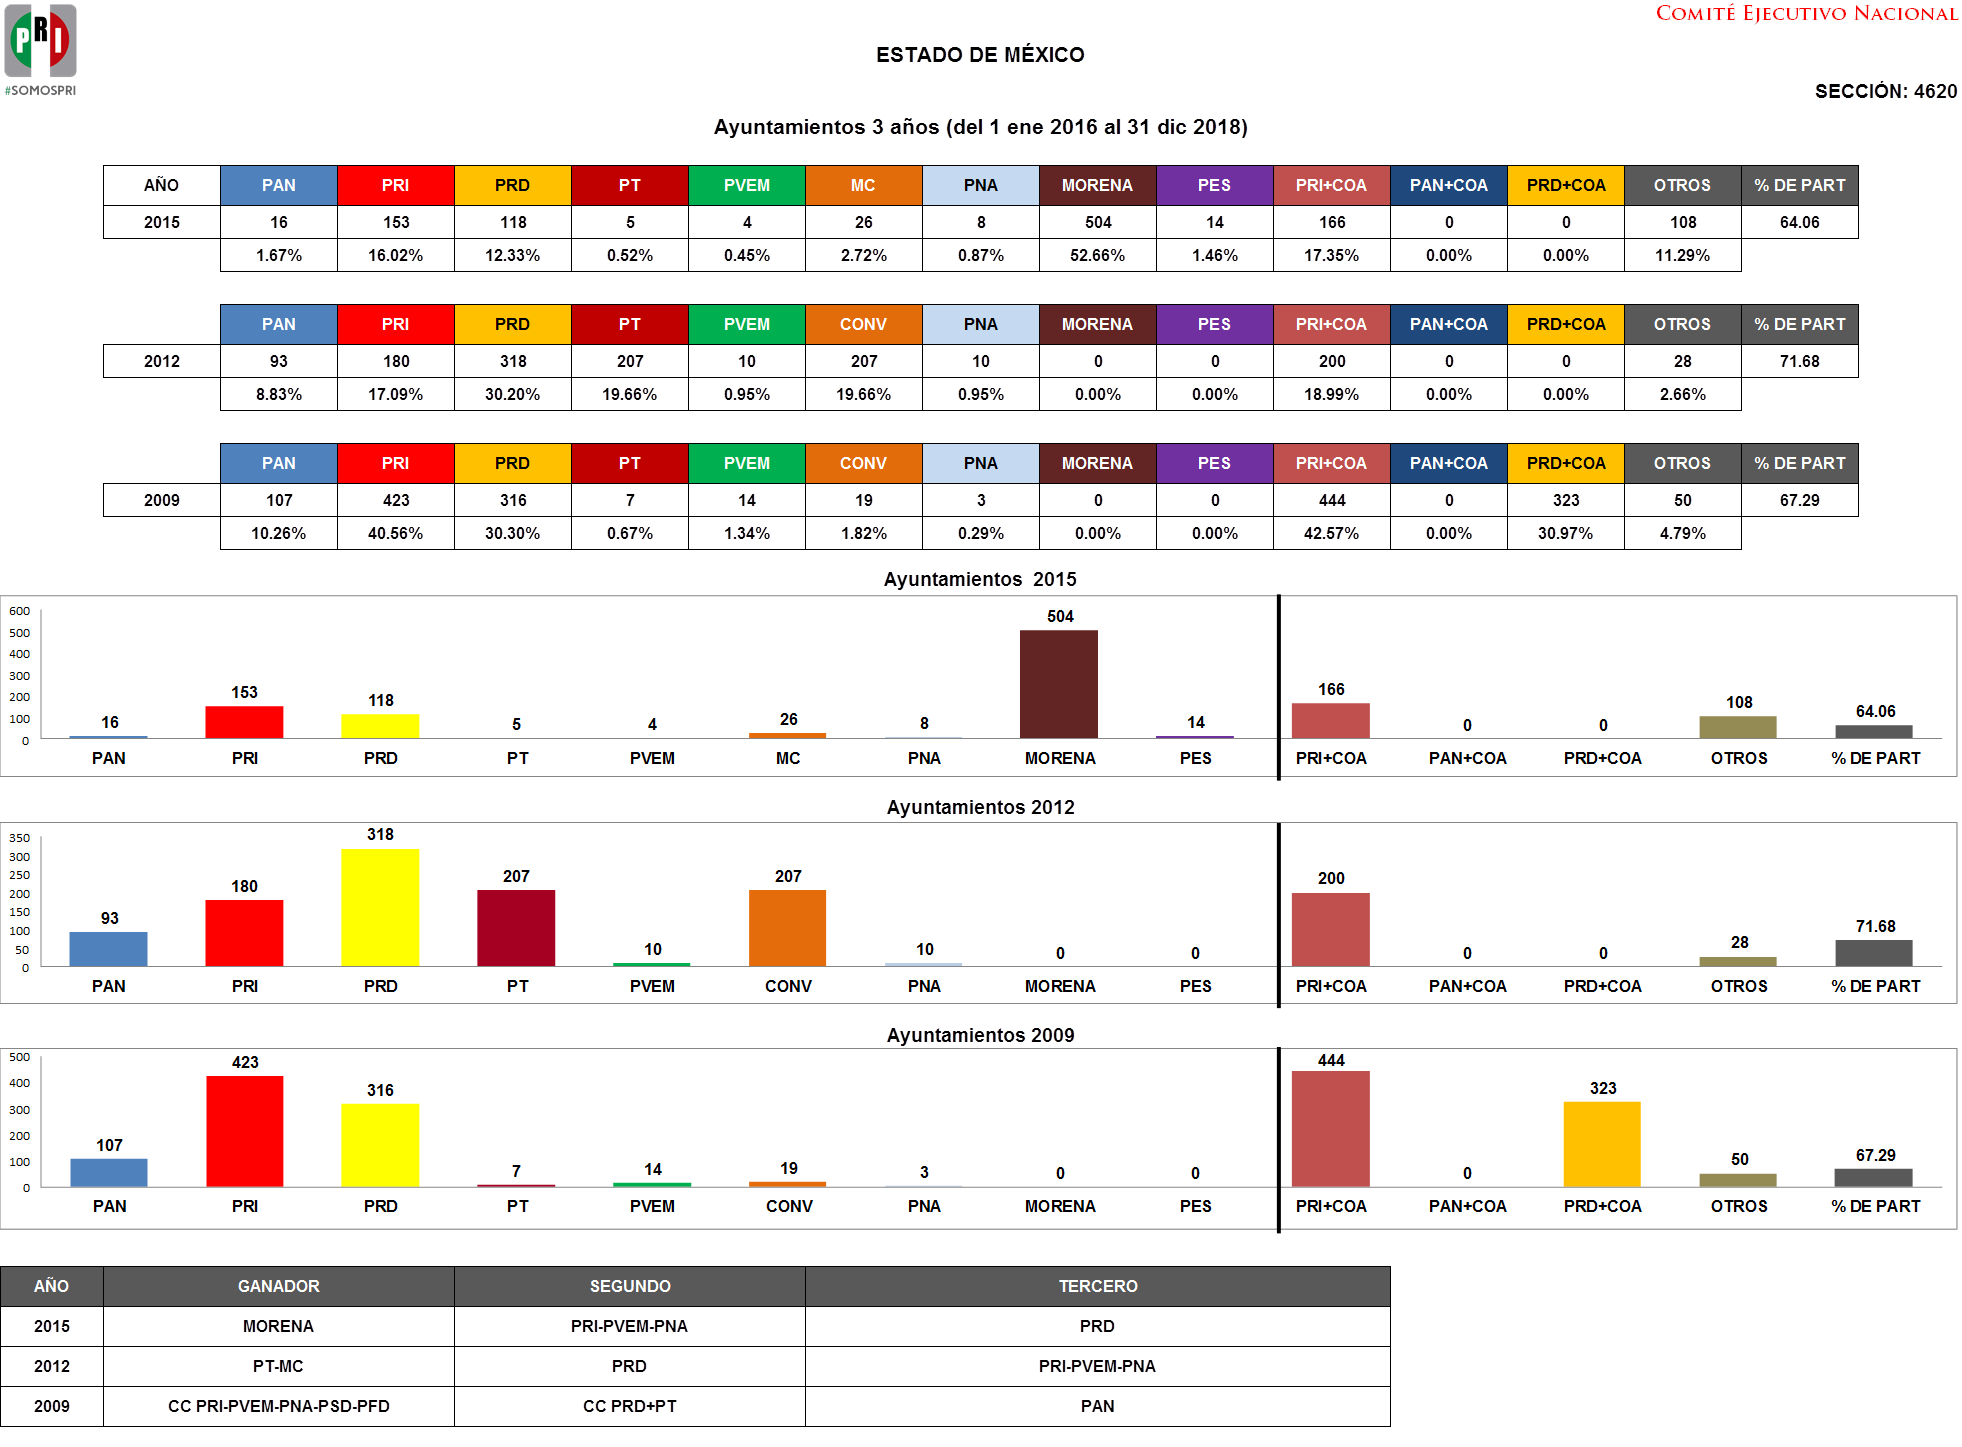 PRI
#SOMOSPRI
COMITÉ EJECUTIVO NACIONAL
ESTADO DE MÉXICO
SECCIÓN: 4620
Ayuntamientos 3 años (del 1 ene 2016 al 31 dic 2018)
AÑO PAN PRI PRD PT PVEM MC PNA MORENA PES PRI+COA PAN+COA PRD+COA OTROS % DE PART
2015 16 153 118 5 4 26 8 504 14 166 0 0 108 64.06
1.67% 16.02% 12.33% 0.52% 0.45% 2.72% 0.87% 52.66% 1.46% 17.35% 0.00% 0.00% 11.29%
PAN PRI PRD PT PVEM CONV PNA MORENA PES PRI+COA PAN+COA PRD+COA OTROS % DE PART
2012 93 180 318 207 10 207 10 0 0 200 0 0 28 71.68
8.83% 17.09% 30.20% 19.66% 0.95% 19.66% 0.95% 0.00% 0.00% 18.99% 0.00% 0.00% 2.66%
PAN PRI PRD PT PVEM CONV PNA MORENA PES PRI+COA PAN+COA PRD+COA OTROS % DE PART
2009 107 423 316 7 14 19 3 0 0 444 0 323 50 67.29
10.26% 40.56% 30.30% 0.67% 1.34% 1.82% 0.29% 0.00% 0.00% 42.57% 0.00% 30.97% 4.79%
Ayuntamientos 2015
600
500
400
300
200
100
0
16 153 118 5 4 26 8 504 14 166 0 0 108 64.06
PAN PRI PRD PT PVEM MC PNA MORENA PES PRI+COA PAN+COA PRD+COA OTROS % DE PART
Ayuntamientos 2012
350
300
250
200
150
100
50
0
93 180 318 207 10 207 10 0 0 200 0 0 28 71.68
PAN PRI PRD PT PVEM CONV PNA MORENA PES PRI+COA PAN+COA PRD+COA OTROS % DE PART
Ayuntamientos 2009
500
400
300
200
100
0
107 423 316 7 14 19 3 0 0 444 0 323 50 67.29
PAN PRI PRD PT PVEM CONV PNA MORENA PES PRI+COA PAN+COA PRD+COA OTROS % DE PART
AÑO GANADOR SEGUNDO TERCERO
2015 MORENA PRI-PVEM-PNA PRD
2012 PT-MC PRD PRI-PVEM-PNA
2009 CC PRI-PVEM-PNA-PSD-PFD CC PRD+PT PAN